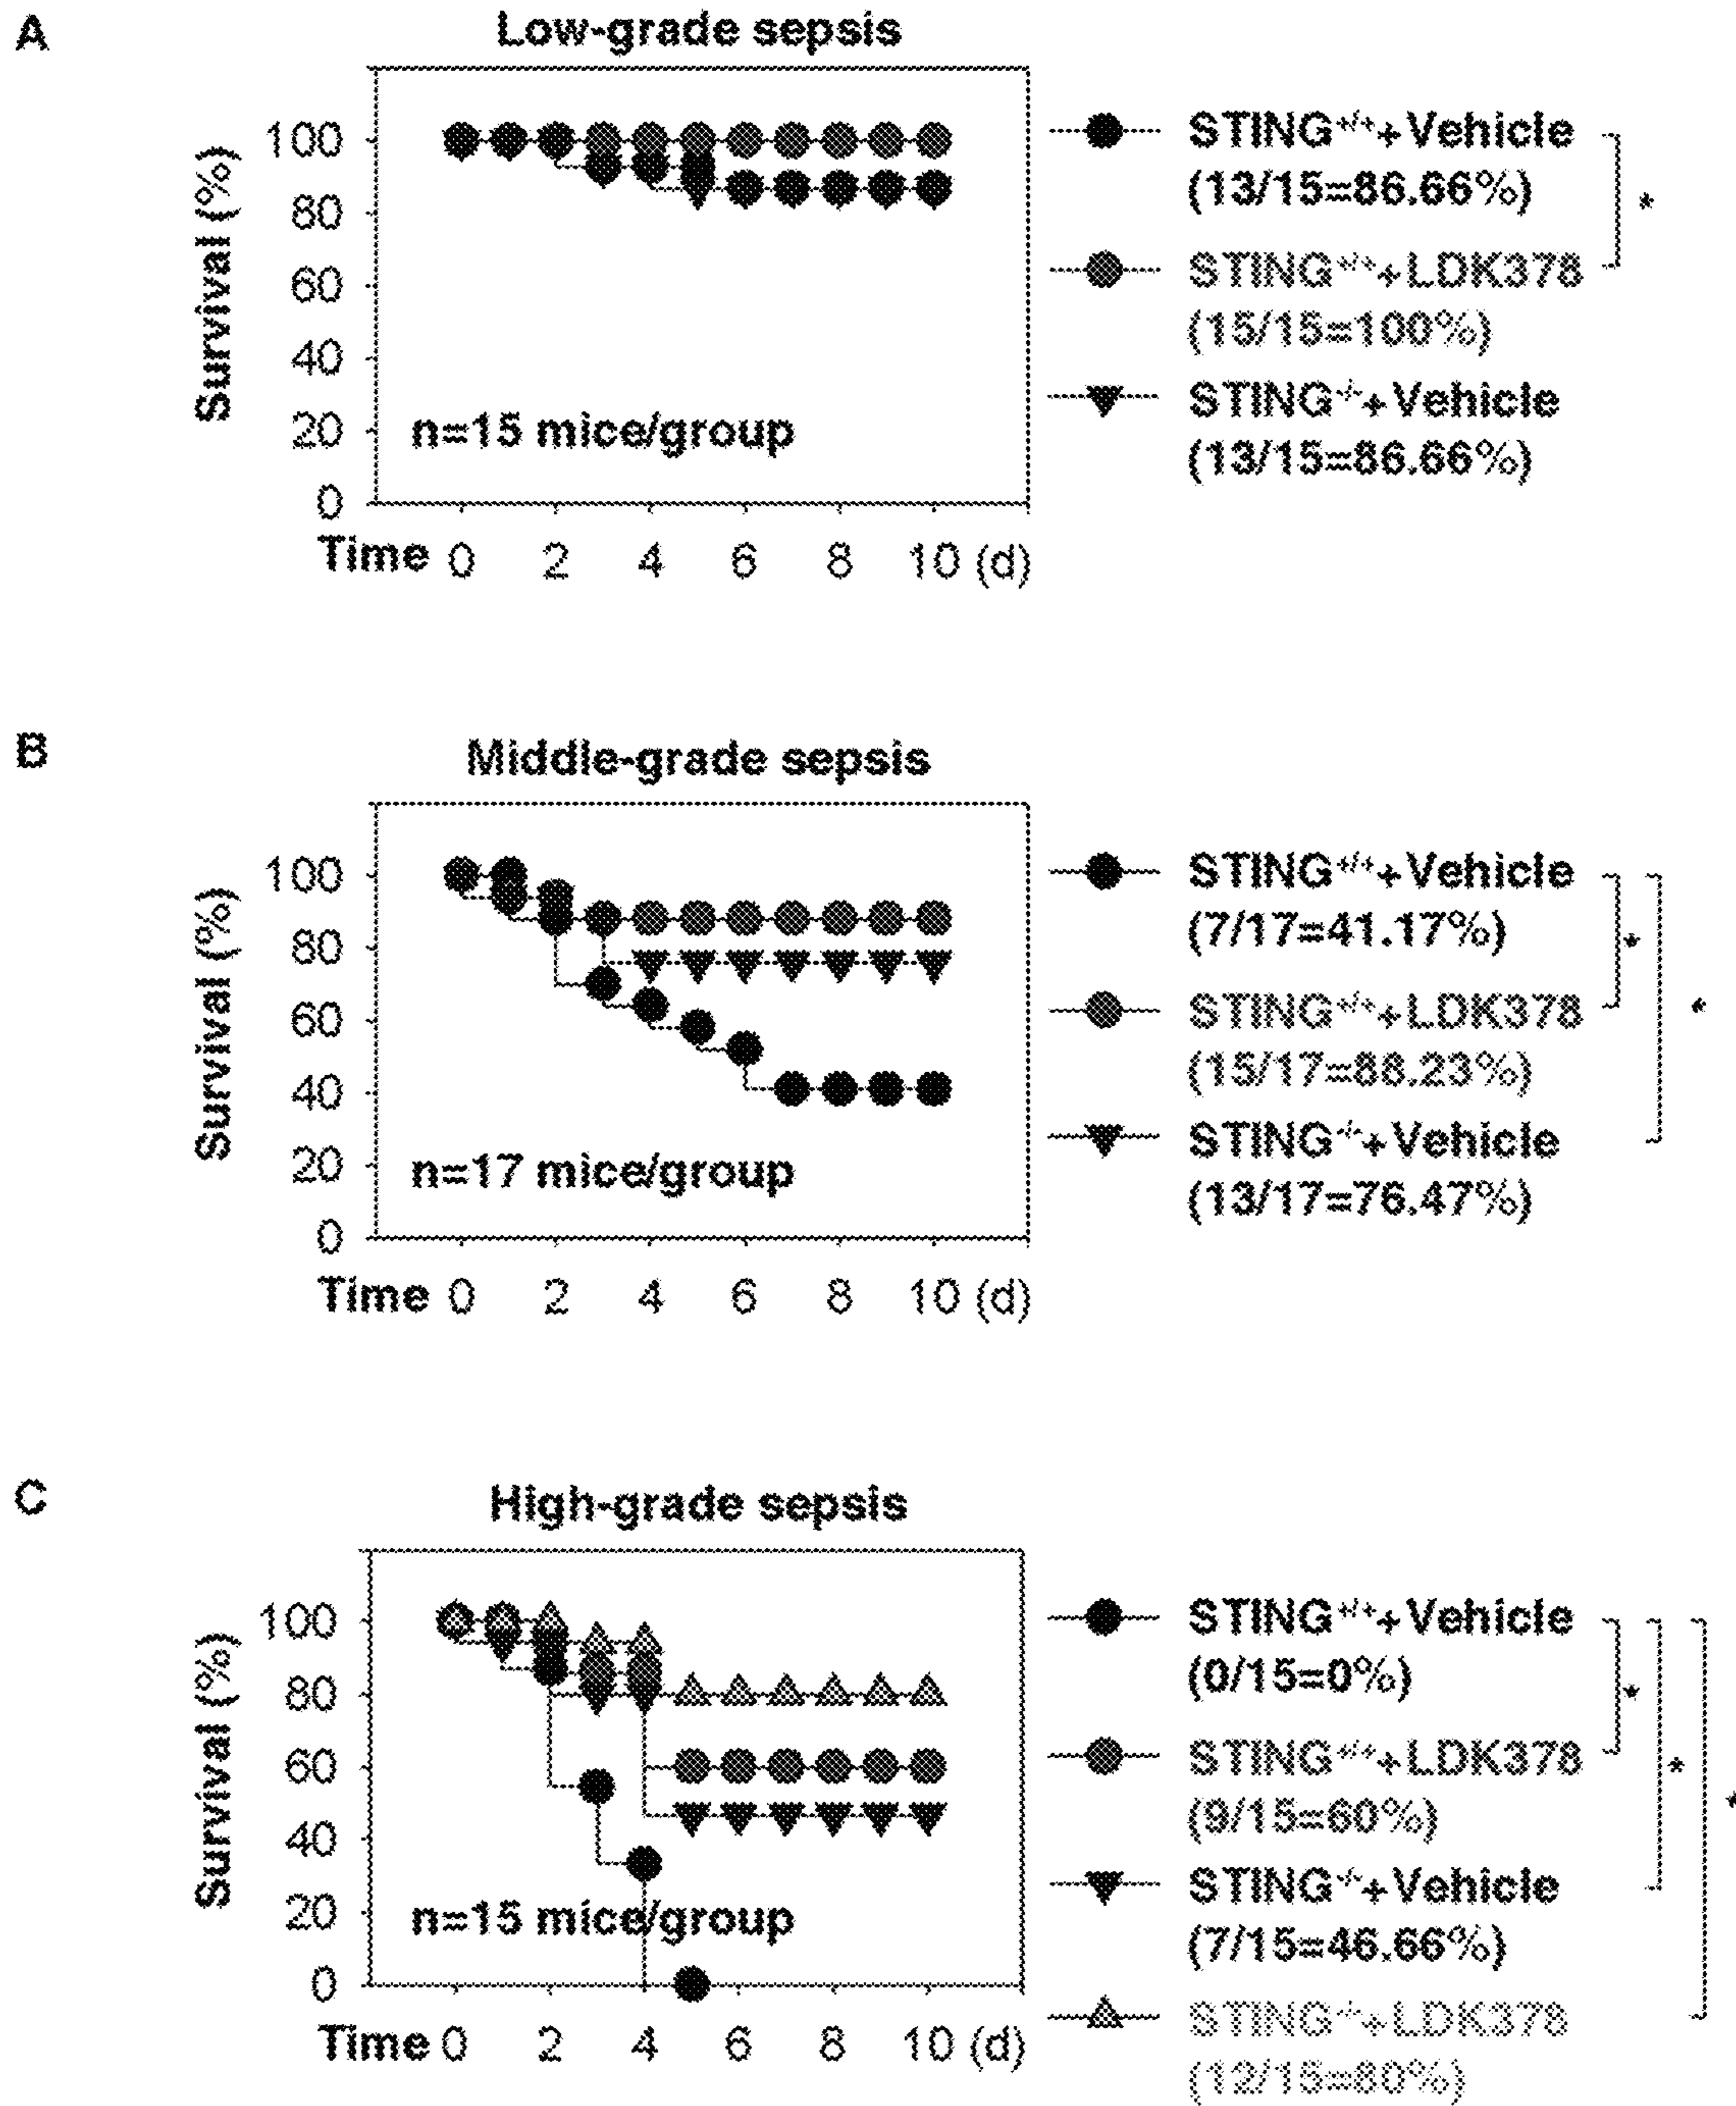 A
Low-grade sepsis
Survival (%)
100
80
60
40
20
0
n=15 mice/group
Time 0 2 4 6 8 10 (d)
STING+/++Vehicle
(13/15=86.66%)
STING+/++LDK378
(15/15=100%)
STING-/-+Vehicle
(13/15=86.66%)
*
B
Middle-grade sepsis
Survival (%)
100
80
60
40
20
0
n=17 mice/group
Time 0 2 4 6 8 10 (d)
STING+/++Vehicle
(7/17=41.17%)
STING+/++LDK378
(15/17=88.23%)
STING-/-+Vehicle
(13/17=76.47%)
*
*
C
High-grade sepsis
Survival (%)
100
80
60
40
20
0
n=15 mice/group
Time 0 2 4 6 8 10 (d)
STING+/++Vehicle
(0/15=0%)
STING+/++LDK378
(9/15=60%)
STING-/-+Vehicle
(7/15=46.66%)
STING-/-+LDK378
(12/15=80%)
*
*
*